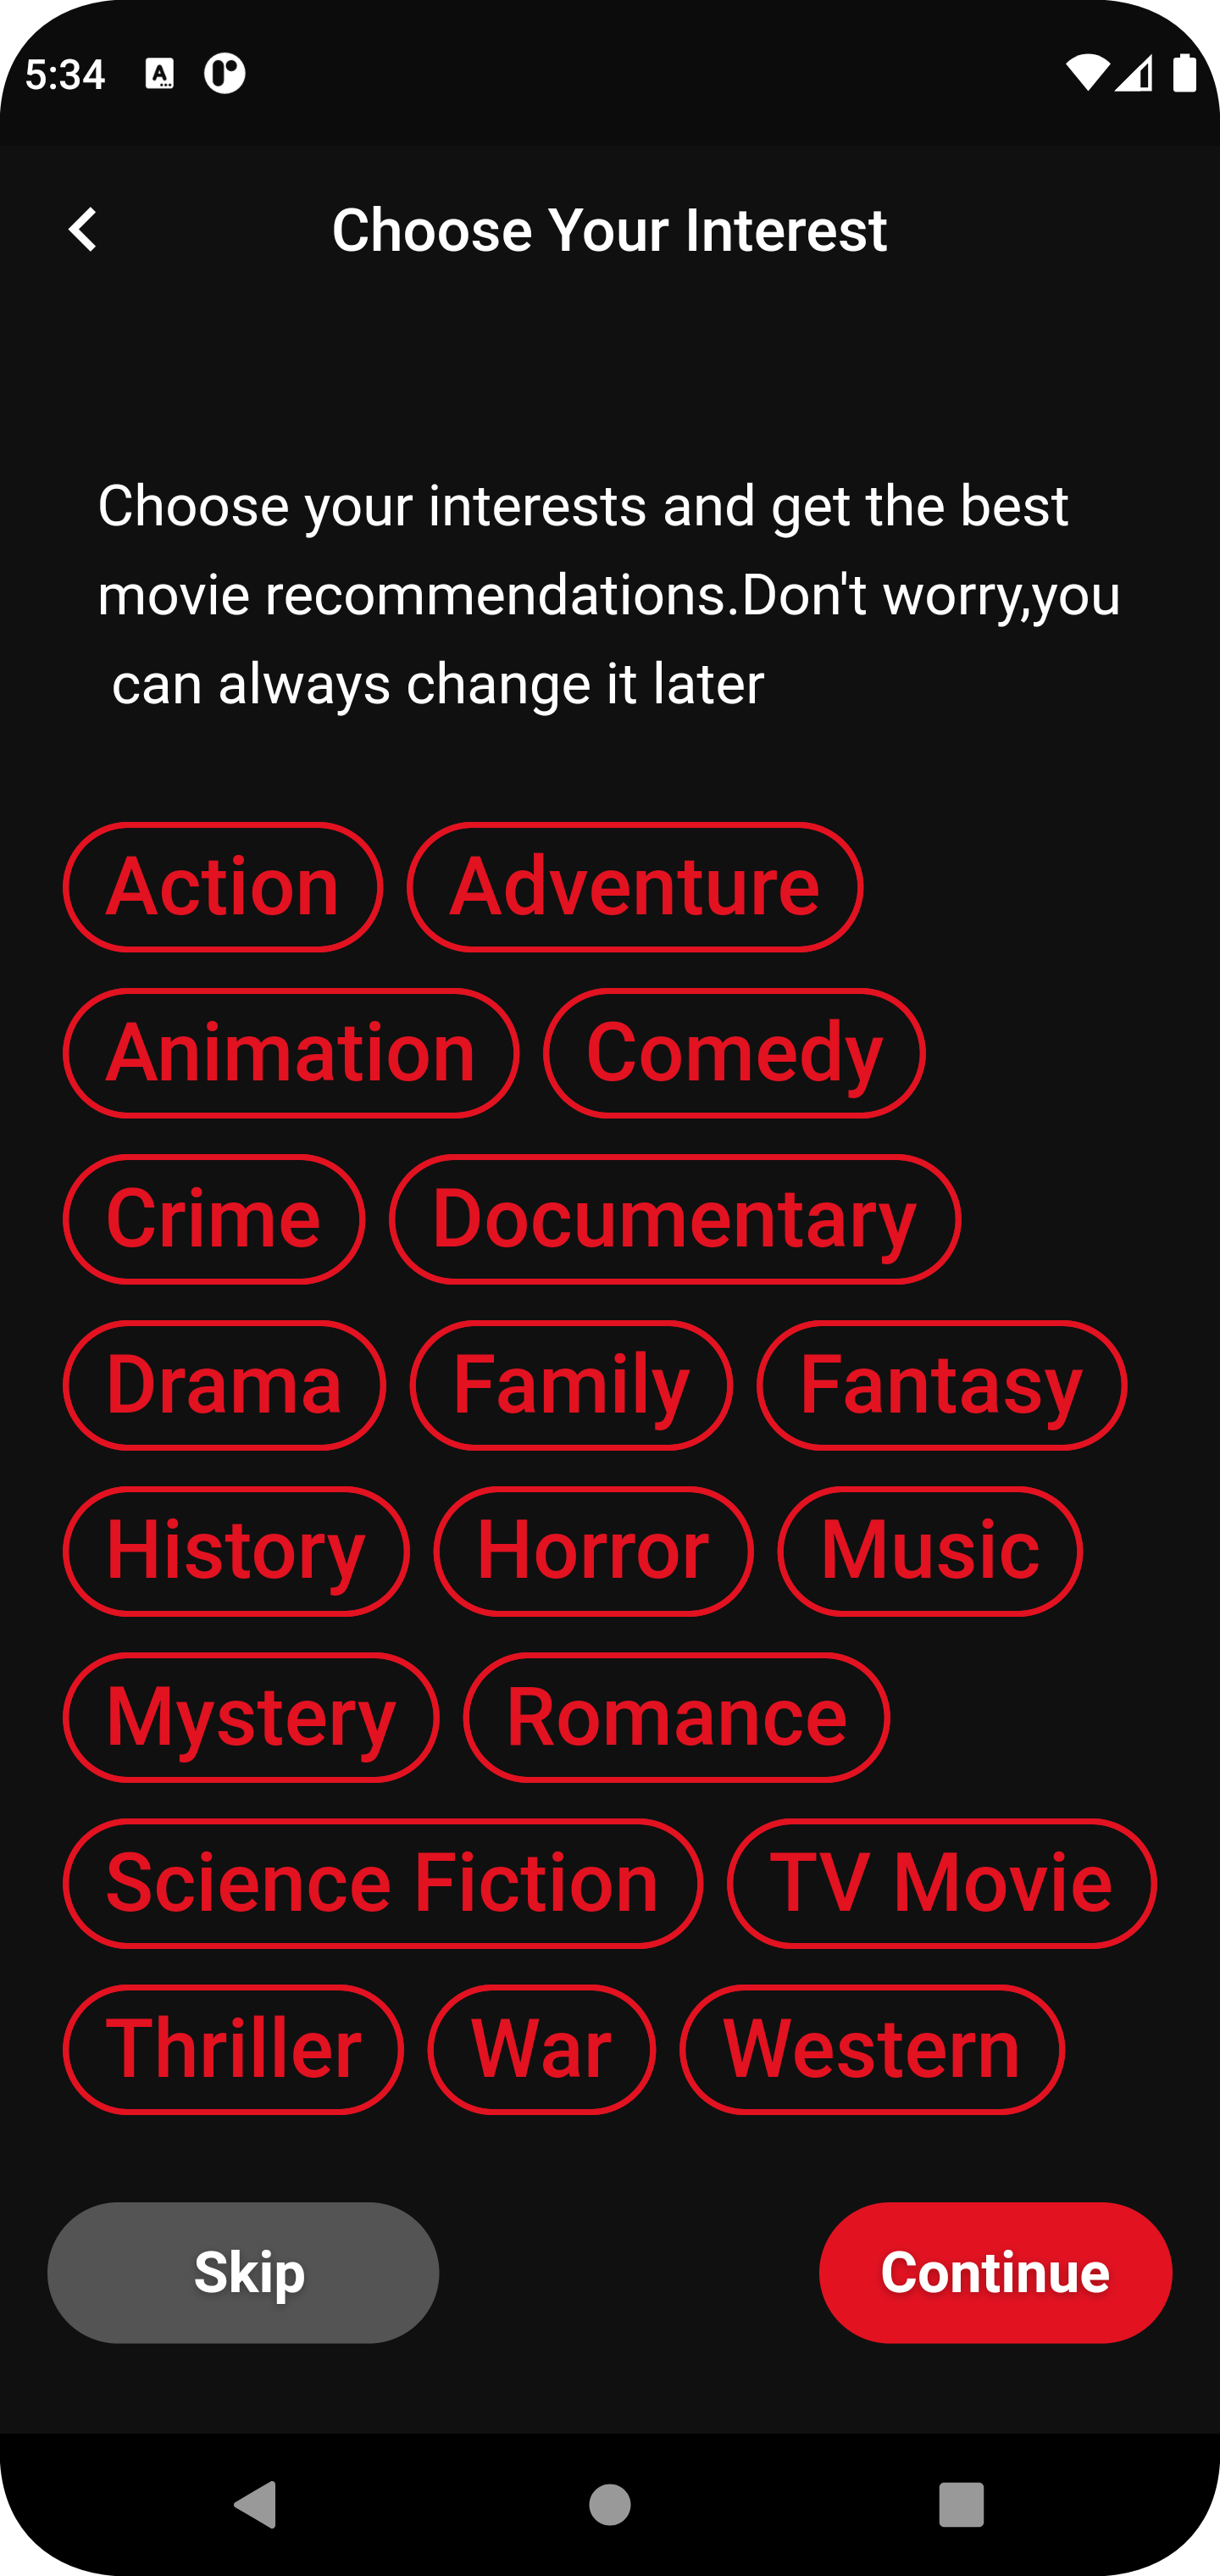 5:34
Choose Your Interest
Choose your interests and get the best
movie recommendations.Don't worry,you
can always change it later
Action Adventure
Animation Comedy
Crime Documentary
Drama Family Fantasy
History Horror Music
Mystery Romance
Science Fiction TV Movie
Thriller War Western
Skip Continue